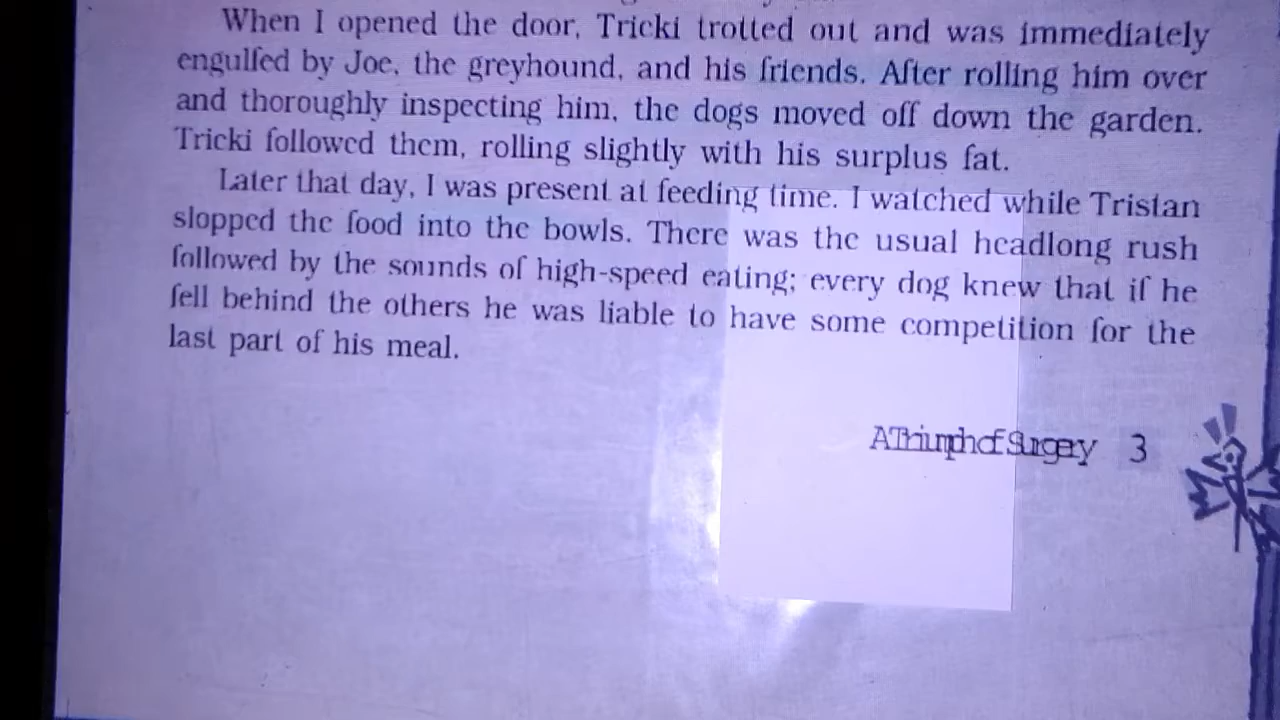 When I opened the door, Tricki trotted out and was immediately
engulfed by Joe, the greyhound, and his friends. After rolling him over
and thoroughly inspecting him, the dogs moved off down the garden.
Tricki followed them, rolling slightly with his surplus fat.
Later that day, I was present at feeding time. I watched while Tristan
slopped the food into the bowls. There was the usual headlong rush
followed by the sounds of high-speed eating; every dog knew that if he
fell behind the others he was liable to have some competition for the
last part of his meal.
A Triumph of Surgery 3